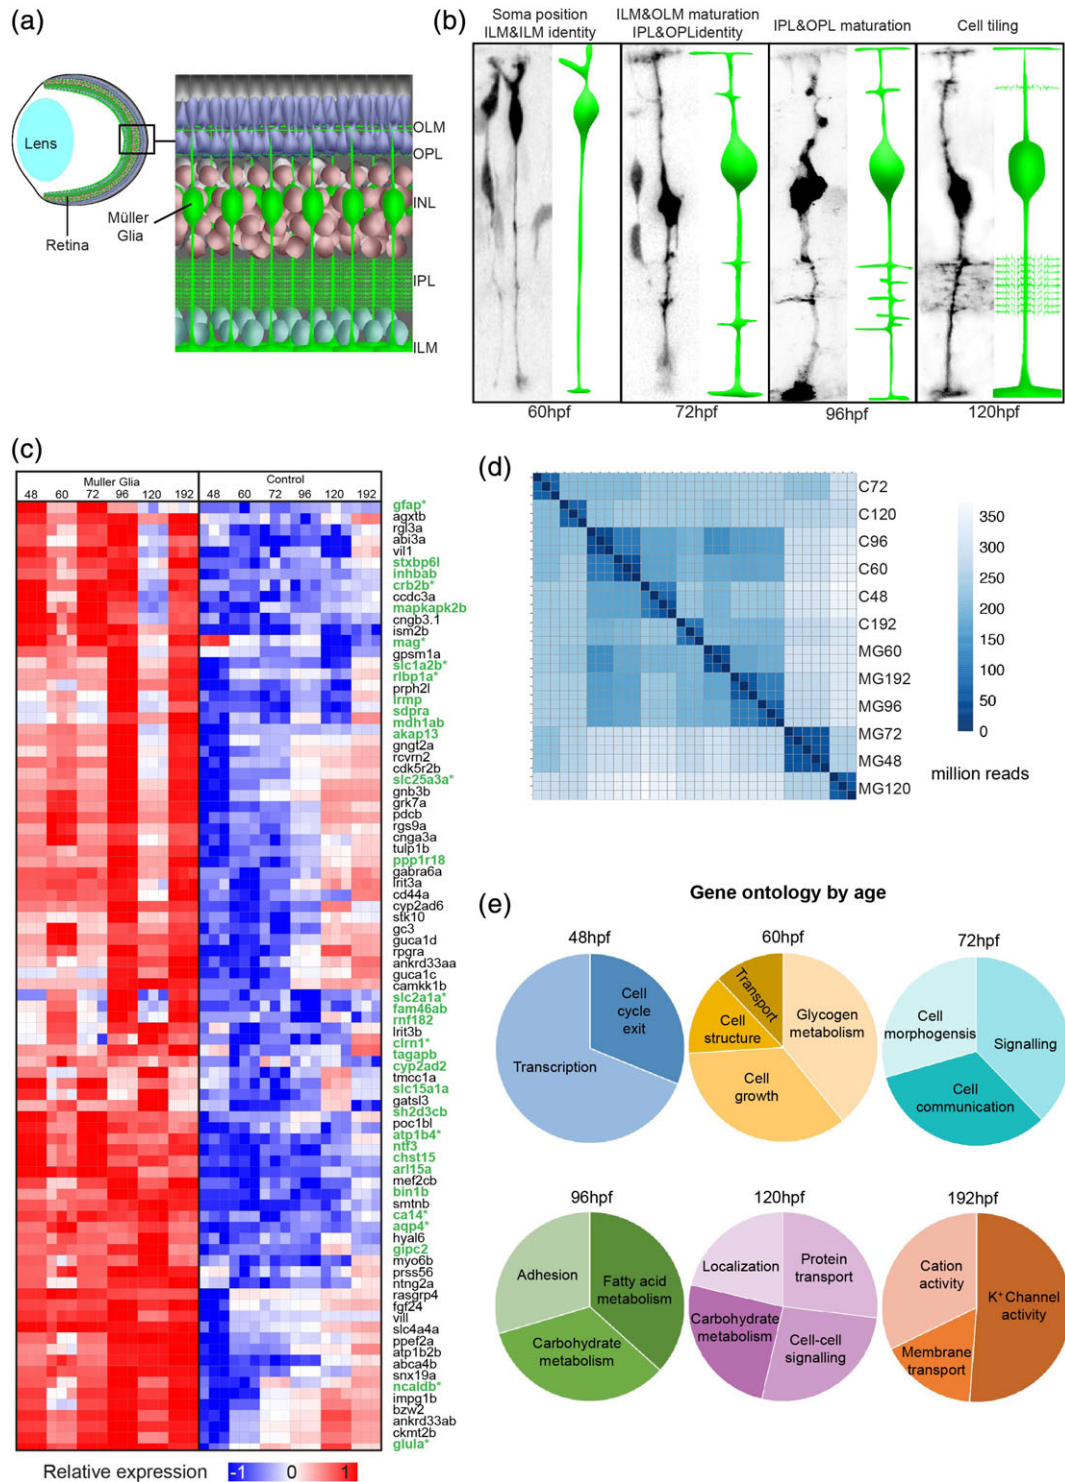 (a)
Lens
Retina
Müller
Glia
OLM
OPL
INL
IPL
ILM
(b)
Soma position
ILM&ILM identity
ILM&OLM maturation
IPL&OPLidentity
IPL&OPL maturation
Cell tiling
60hpf
72hpf
96hpf
120hpf
(c)
Muller Glia
Control
48 60 72 96 120 192
48 60 72 96 120 192
gfap*
agxtb
rgl3a
abi3a
vil1
stxbp6l
inhbab
crb2b*
ccdc3a
mapkapk2b
cngb3.1
ism2b
mag*
gpsm1a
slc1a2b*
rlbp1a*
prph2l
lrmp
sdpra
mdh1ab
akap13
gngt2a
rcvrn2
cdk5r2b
slc25a3a*
gnb3b
grk7a
pdcb
rgs9a
cnga3a
tulp1b
ppp1r18
gabra6a
lrit3a
cd44a
cyp2ad6
stk10
gc3
guca1d
rpgra
ankrd33aa
guca1c
camkk1b
slc2a1a*
fam46ab
rnf182
lrit3b
clrn1*
tagapb
cyp2ad2
tmcc1a
slc15a1a
gatsl3
sh2d3cb
poc1bl
atp1b4*
ntf3
chst15
arl15a
mef2cb
bin1b
smtnb
ca14*
aqp4*
hyal6
gipc2
myo6b
prss56
ntng2a
rasgrp4
fgf24
vill
slc4a4a
ppef2a
atp1b2b
abca4b
snx19a
ncaldb*
impg1b
bzw2
ankrd33ab
ckmt2b
glula*
Relative expression
-1 0 1
(d)
C72
C120
C96
C60
C48
C192
MG60
MG192
MG96
MG72
MG48
MG120
350
300
250
200
150
100
50
0
million reads
(e)
Gene ontology by age
48hpf
Cell
cycle
exit
Transcription
60hpf
Transport
Cell
structure
Glycogen
metabolism
Cell
growth
72hpf
Cell
morphogensis
Signalling
Cell
communication
96hpf
Adhesion
Fatty acid
metabolism
Carbohydrate
metabolism
120hpf
Localization
Protein
transport
Carbohydrate
metabolism
Cell-cell
signalling
192hpf
Cation
activity
K⁺Channel
activity
Membrane
transport